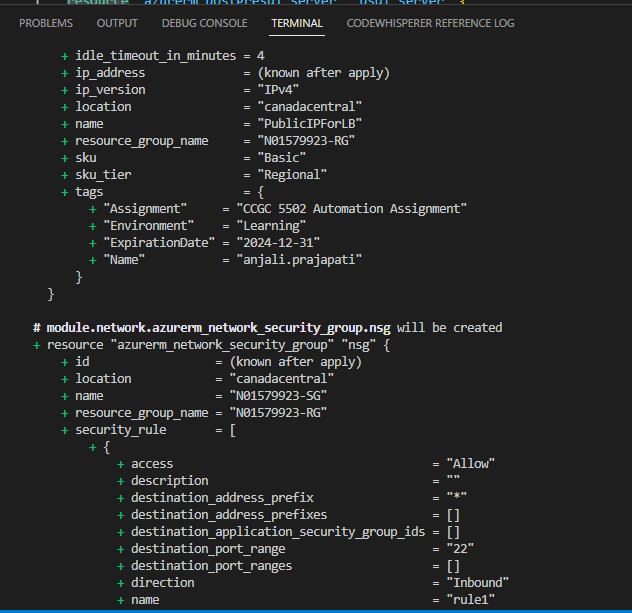 resource "azurerm_postgresql_server" "psql_server" {
PROBLEMS OUTPUT DEBUG CONSOLE TERMINAL CODEWHISPERER REFERENCE LOG
+ idle_timeout_in_minutes = 4
+ ip_address = (known after apply)
+ ip_version = "IPv4"
+ location = "canadacentral"
+ name = "PublicIPForLB"
+ resource_group_name = "N01579923-RG"
+ sku = "Basic"
+ sku_tier = "Regional"
+ tags = {
+ "Assignment" = "CCGC 5502 Automation Assignment"
+ "Environment" = "Learning"
+ "ExpirationDate" = "2024-12-31"
+ "Name" = "anjali.prajapati"
}
}
# module.network.azurerm_network_security_group.nsg will be created
+ resource "azurerm_network_security_group" "nsg" {
+ id = (known after apply)
+ location = "canadacentral"
+ name = "N01579923-SG"
+ resource_group_name = "N01579923-RG"
+ security_rule = [
+ {
+ access = "Allow"
+ description = ""
+ destination_address_prefix = "*"
+ destination_address_prefixes = []
+ destination_application_security_group_ids = []
+ destination_port_range = "22"
+ destination_port_ranges = []
+ direction = "Inbound"
+ name = "rule1"